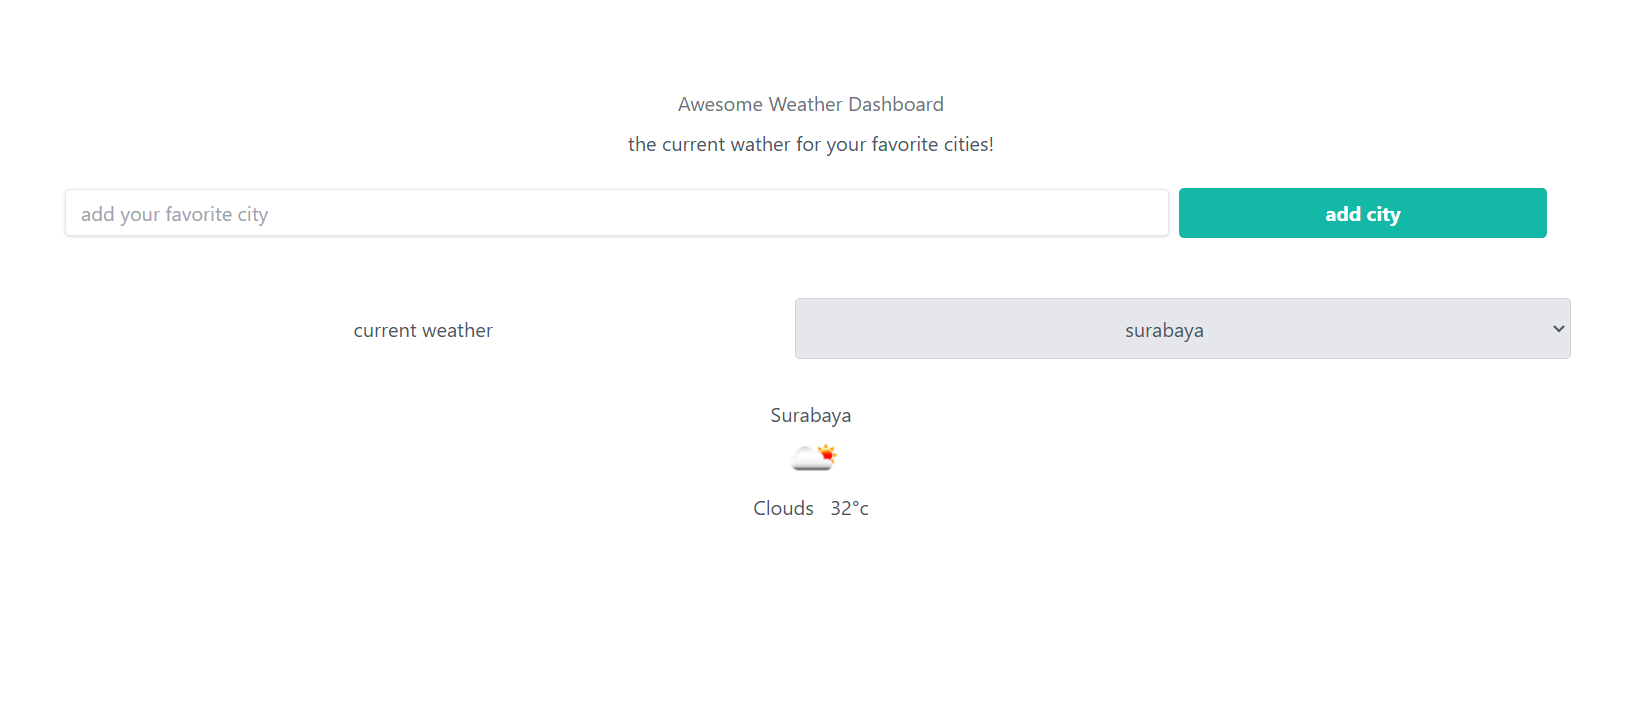 Awesome Weather Dashboard
the current wather for your favorite cities!
add your favorite city
add city
current weather
surabaya
Surabaya
Clouds 32°c